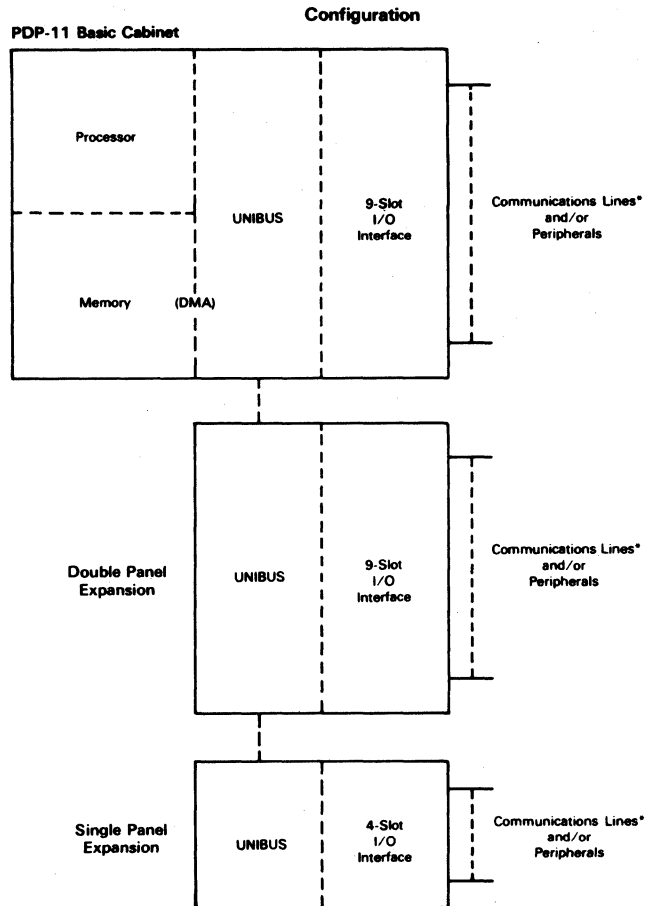 Configuration
PDP-11 Basic Cabinet
Processor
Memory
(DMA)
UNIBUS
9-Slot
I/O
Interface
Communications Lines*
and/or
Peripherals
Double Panel
Expansion
UNIBUS
9-Slot
I/O
Interface
Communications Lines*
and/or
Peripherals
Single Panel
Expansion
UNIBUS
4-Slot
I/O
Interface
Communications Lines*
and/or
Peripherals